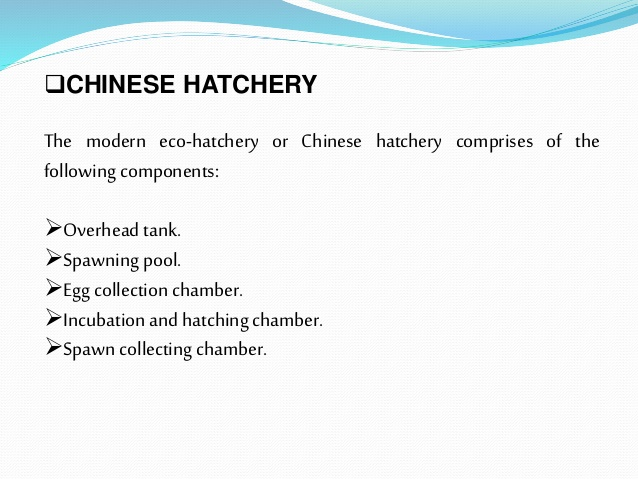 ❑CHINESE HATCHERY
The modern eco-hatchery or Chinese hatchery comprises of the
following components:
➢Overhead tank.
➢Spawning pool.
➢Egg collection chamber.
➢Incubation and hatching chamber.
➢Spawn collecting chamber.